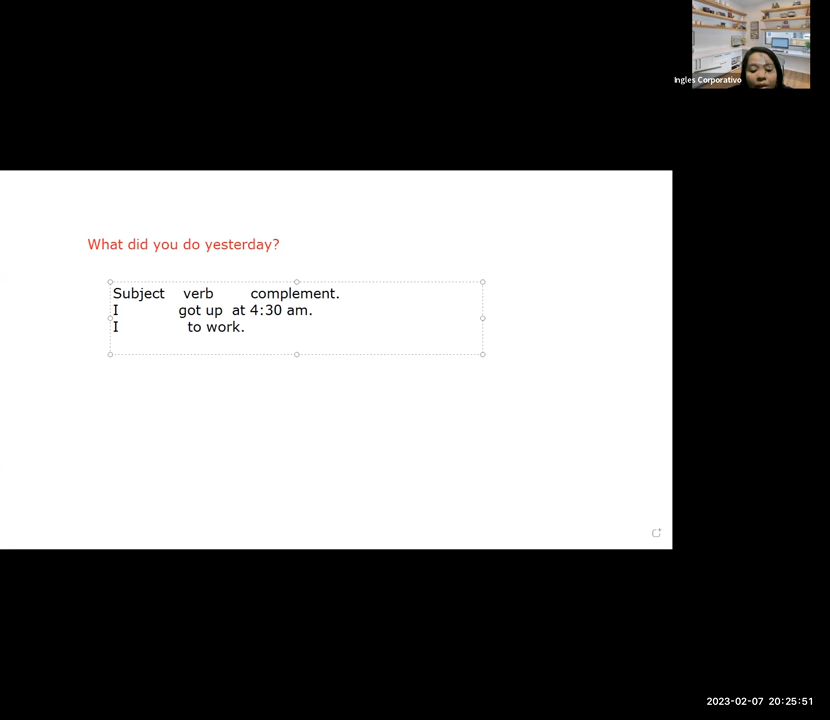 Ingles Corporativo
What did you do yesterday?
Subject verb complement.
I got up at 4:30 am.
I to work.
2023-02-07 20:25:51